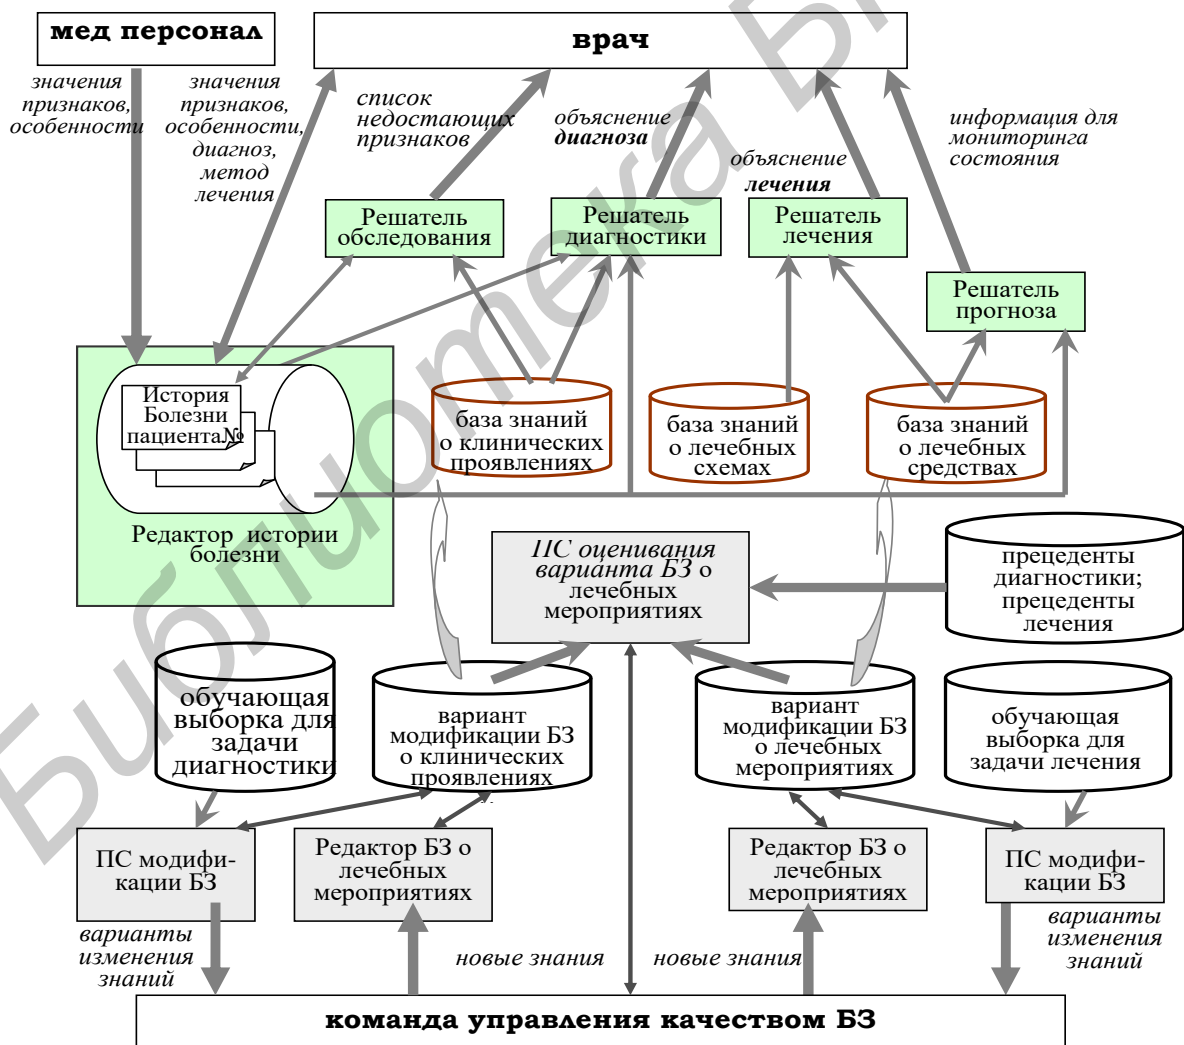 мед персонал
врач
значения
признаков,
особенности
значения
признаков,
особенности,
диагноз,
метод
лечения
список
недостающих
признаков
объяснение
диагноза
объяснение
лечения
информация для
мониторинга
состояния
Решатель
обследования
Решатель
диагностики
Решатель
лечения
Решатель
прогноза
История
Болезни
пациента№
Редактор истории
болезни
база знаний
о клинических
проявлениях
база знаний
о лечебных
схемах
база знаний
о лечебных
средствах
ПС оценивания
варианта БЗ о
лечебных
мероприятиях
прецеденты
диагностики;
прецеденты
лечения
обучающая
выборка для
задачи
диагностики
вариант
модификации БЗ
о клинических
проявлениях
вариант
модификации БЗ
о лечебных
мероприятиях
обучающая
выборка для
задачи лечения
ПС модифи-
кации БЗ
Редактор БЗ о
лечебных
мероприятиях
Редактор БЗ о
лечебных
мероприятиях
ПС модифи-
кации БЗ
варианты
изменения
знаний
новые знания
новые знания
варианты
изменения
знаний
команда управления качеством БЗ
Библиотека